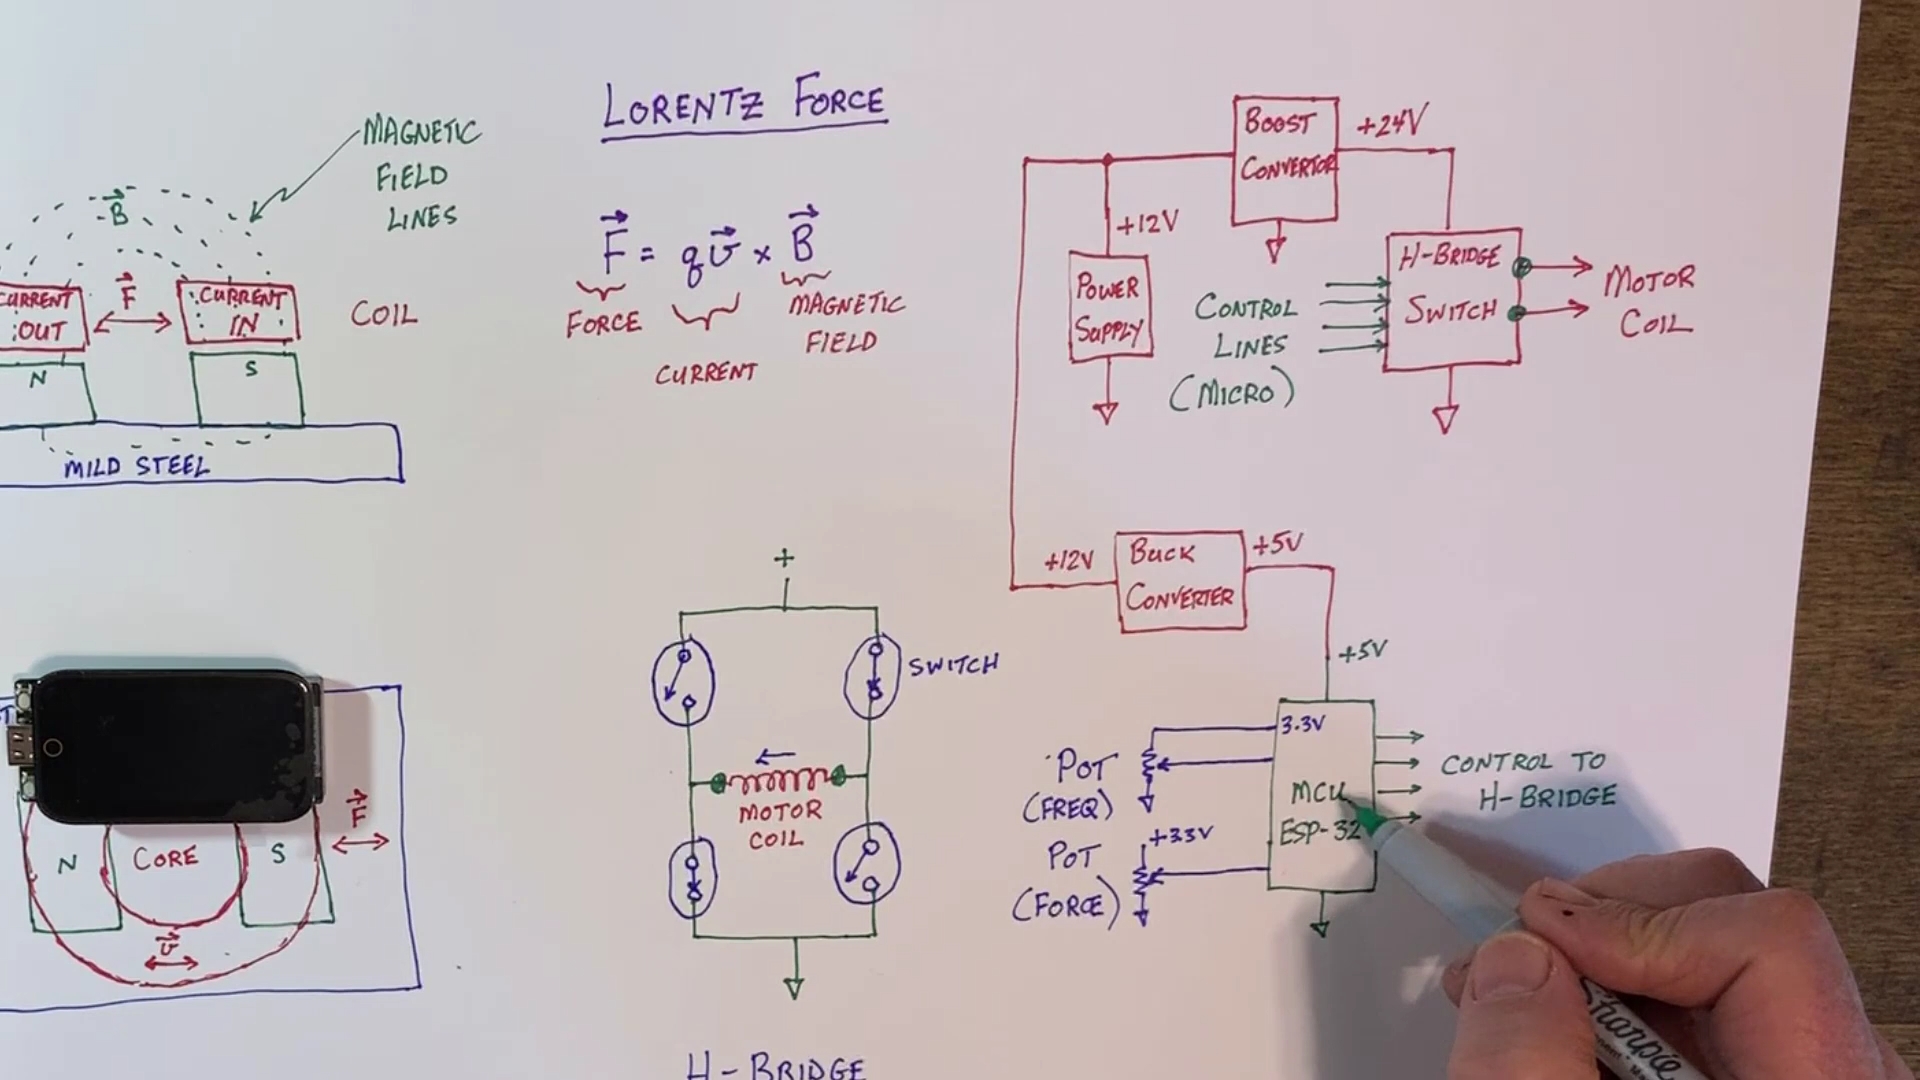 LORENTZ FORCE
MAGNETIC
FIELD
LINES
B
CURRENT
:OUT
F
CURRENT
IN
COIL
N
S
MILD STEEL
F = qv × B
FORCE
CURRENT
MAGNETIC
FIELD
BOOST
CONVERTOR
+24V
+12V
POWER
SUPPLY
CONTROL
LINES
(MICRO)
H-BRIDGE
SWITCH
MOTOR
COIL
+12V
BUCK
CONVERTER
+5V
+5V
3.3V
MCU
ESP-32
POT
(FREQ)
+33V
POT
(FORCE)
CONTROL TO
H-BRIDGE
+
SWITCH
MOTOR
COIL
H-BRIDGE
N
CORE
S
F
v
Sharpie